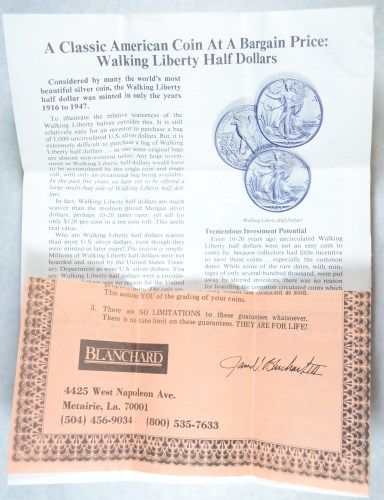 A Classic American Coin At A Bargain Price:
Walking Liberty Half Dollars
Considered by many the world's most
beautiful silver coin, the Walking Liberty
half dollar was minted in only the years
1916 to 1947.
To illustrate the relative scarceness of the
Walking Liberty halves consider this. It is still
relatively easy for an investor to purchase a bag
of 1,000 uncirculated U.S. silver dollars. But, it is
extremely difficult to purchase a bag of Walking
Liberty half dollars . . . in one sense original bags
are almost non-existent today. Any large invest-
ment in Walking Liberty half dollars would have
to be accumulated by the single coin and single
roll, with only an occasional bag being available.
In the past five years we have yet to be offered a
large multi-bag sale of Walking Liberty half dol-
lars.
In fact, Walking Liberty half dollars are much
scarcer than the median priced Morgan silver
dollars, perhaps 10-20 times rarer, yet sell for
only $120 per coin in a ten coin roll. This spells
real value.
Why are Walking Liberty half dollars scarcer
than most U.S. silver dollars, even though they
were minted in later years? The reason is simple.
Millions of Walking Liberty half dollars were not
hoarded and stored by the United States Treas-
ury Department as were U.S. silver dollars. You
see, Walking Liberty half dollars were a circulat-
was no reason for the United
Walking Liberty Half Dollars
Tremendous Investment Potential
Even 10-20 years ago uncirculated Walking
Liberty half dollars were not an easy coin to
come by, because collectors had little incentive
to save these coins . . . especially the common
dates. While some of the rare dates, with min-
tages of only several hundred thousand, were put
away by shrewd investors, there was no reason
for hoarding the common circulated coins which
condition as sold.
This assures YOU of the grading of your coins.
3. There are NO LIMITATIONS to these guarantees whatsoever.
There is no time limit on these guarantees. THEY ARE FOR LIFE!
BLANCHARD
4425 West Napoleon Ave.
Metairie, La. 70001
(504) 456-9034 (800) 535-7633